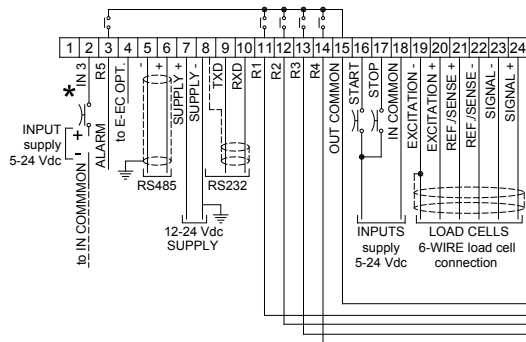 1 2 3 4 5 6 7 8 9 10 11 12 13 14 15 16 17 18 19 20 21 22 23 24
*
IN 3
R5
ALARM
to E-EC OPT.
-
+
SUPPLY +
SUPPLY -
TXD
RXD
R1
R2
R3
R4
OUT COMMON
START
STOP
IN COMMON
EXCITATION -
EXCITATION +
REF./SENSE +
REF./SENSE -
SIGNAL-
SIGNAL +
INPUT
supply
5-24 Vdc
+
-
to IN COMMMON
RS485
RS232
12-24 Vdc
SUPPLY
INPUTS
supply
5-24 Vdc
LOAD CELLS
6-WIRE load cell
connection